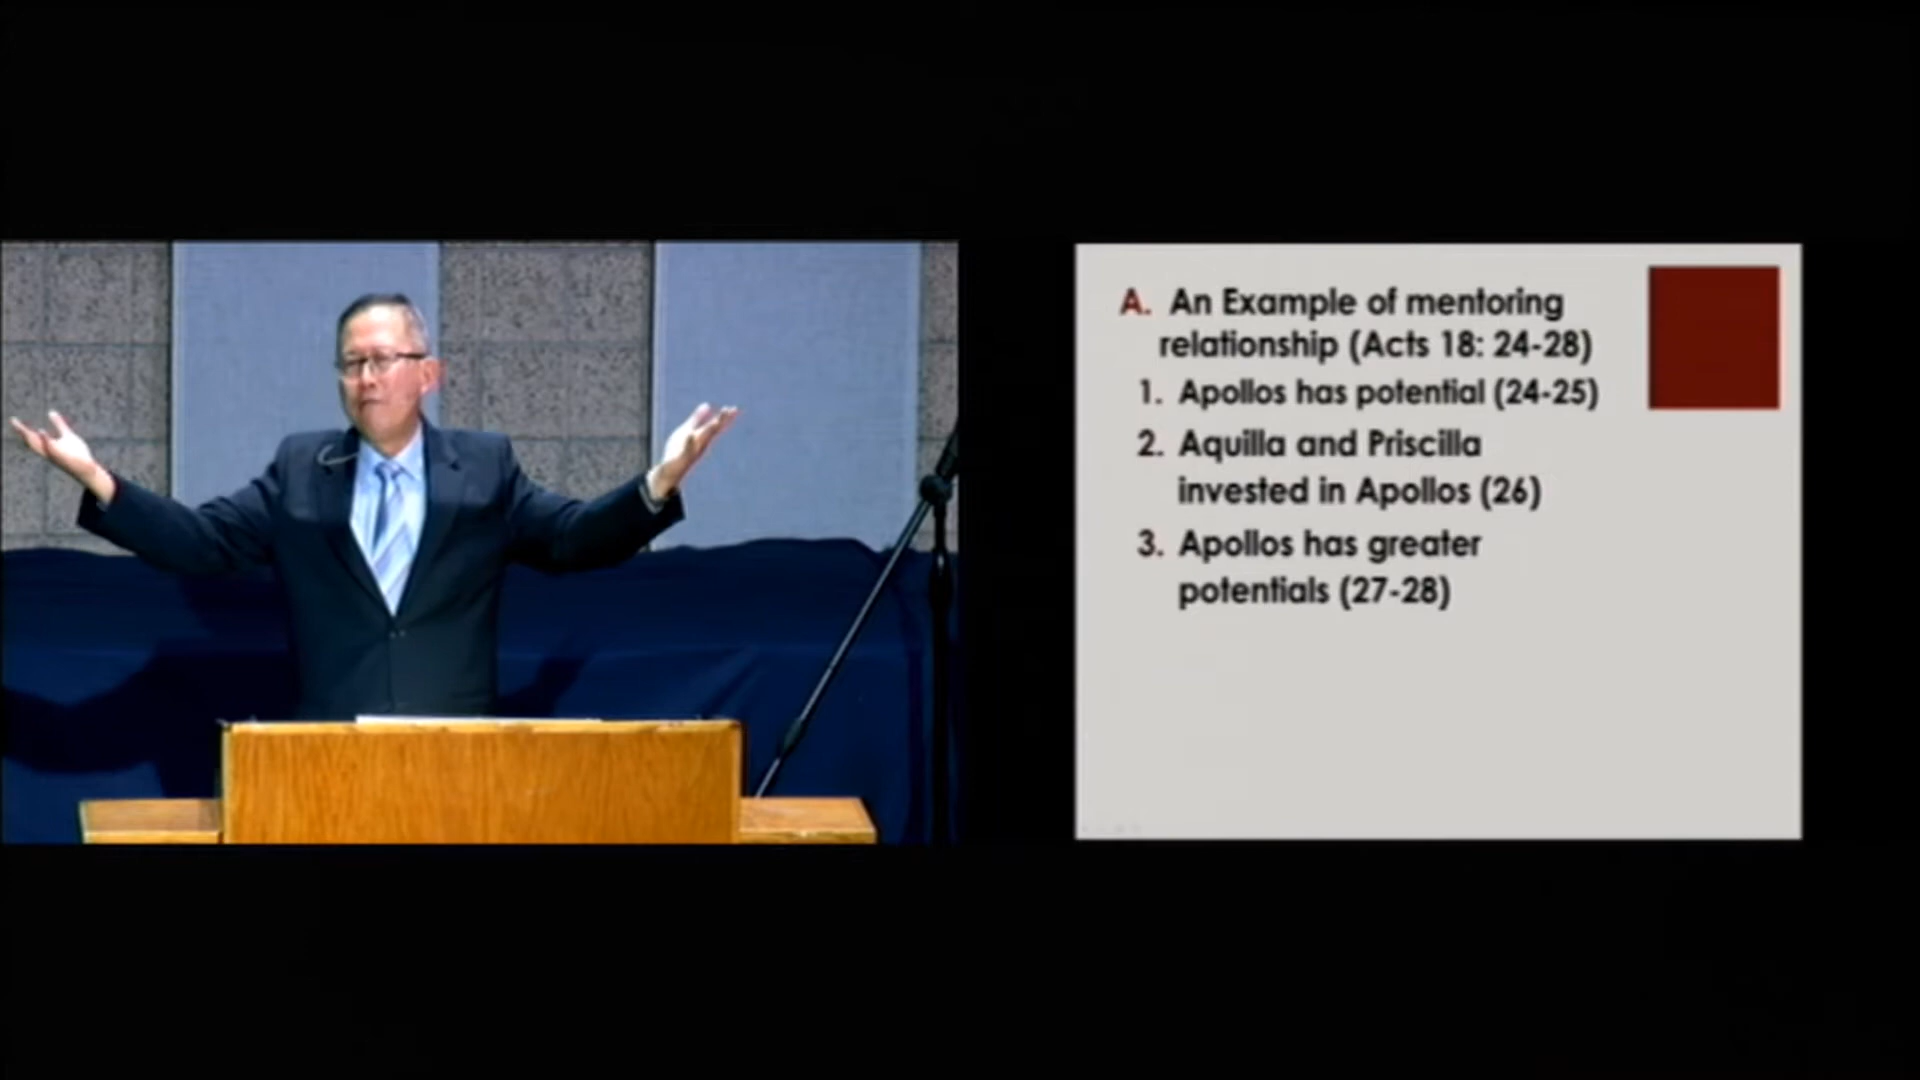 A. An Example of mentoring
relationship (Acts 18: 24-28)
1. Apollos has potential (24-25)
2. Aquilla and Priscilla
invested in Apollos (26)
3. Apollos has greater
potentials (27-28)